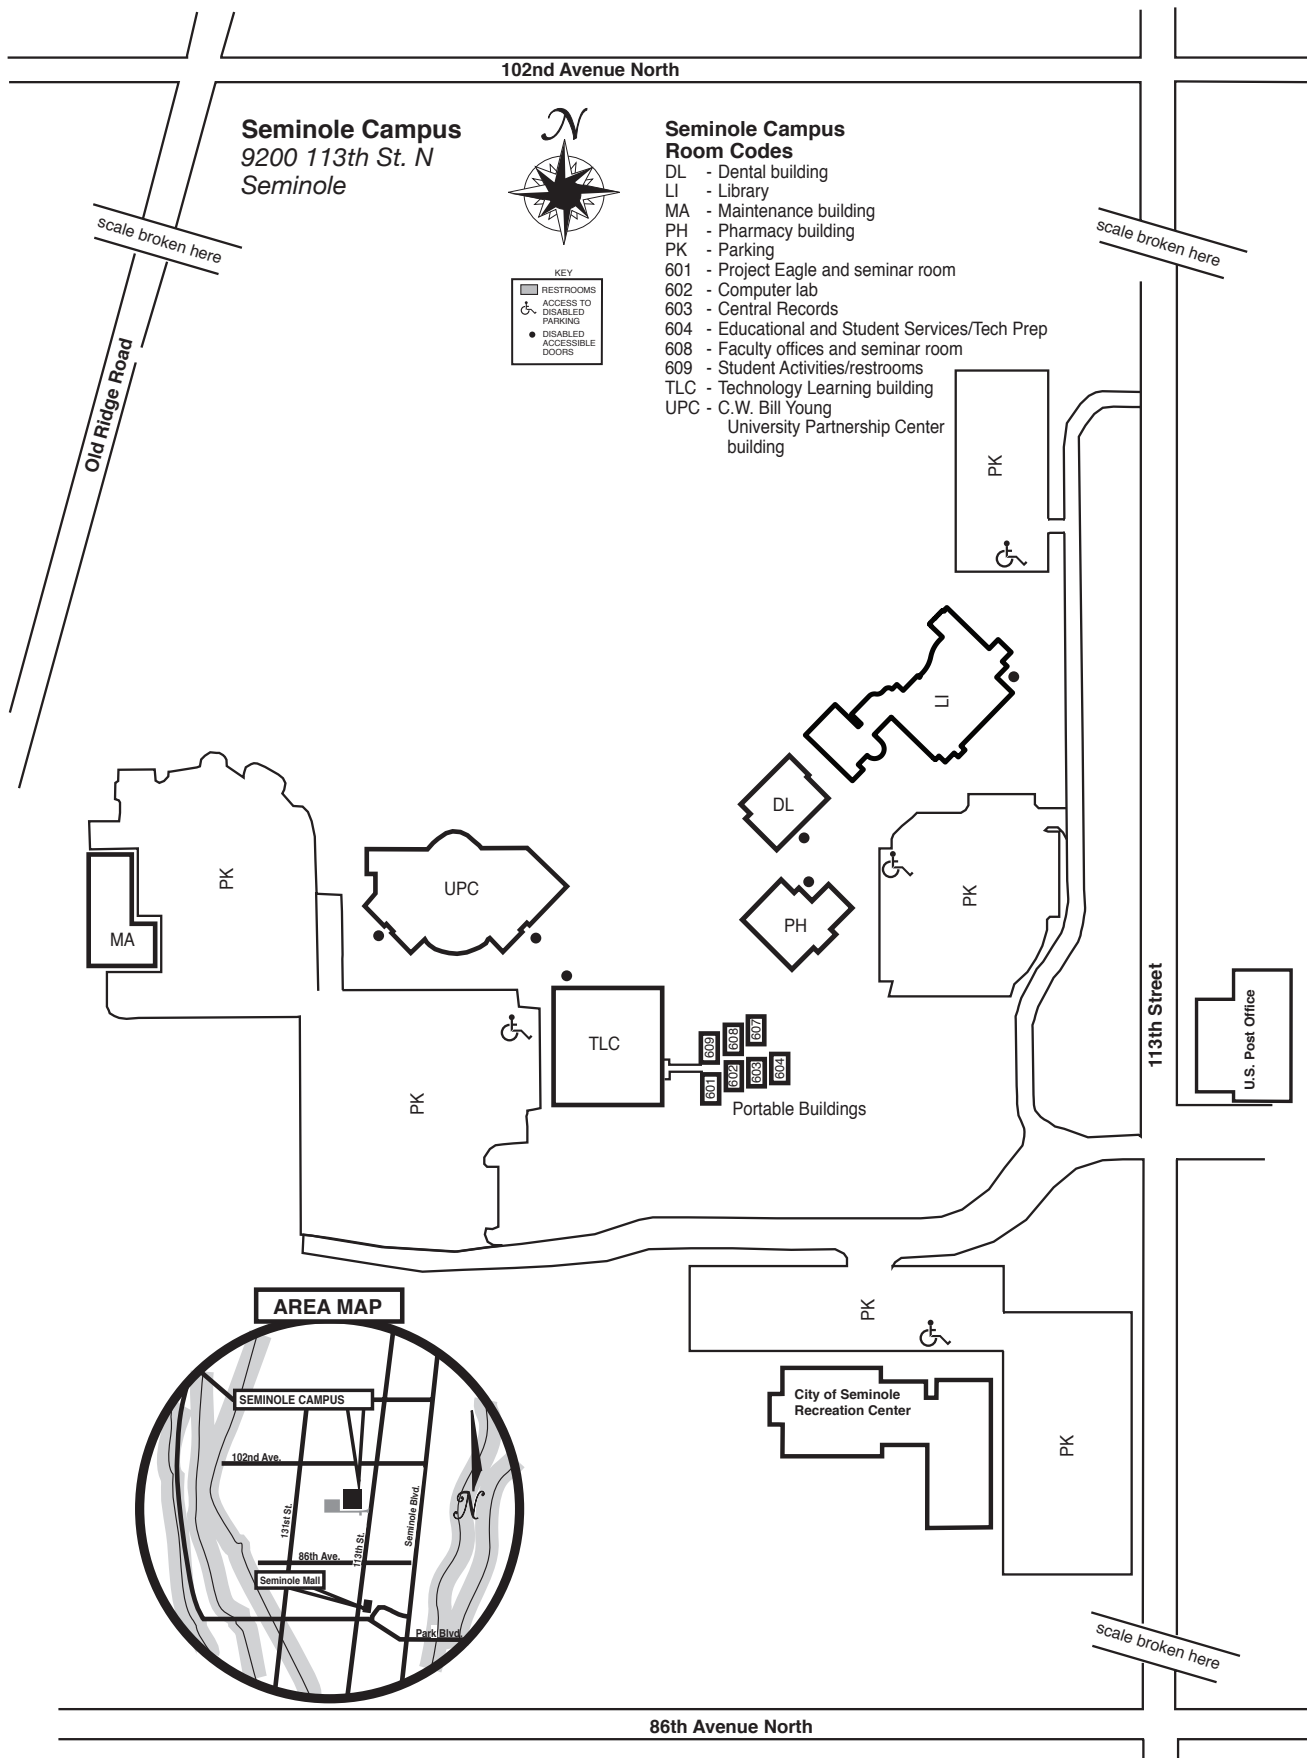 102nd Avenue North
Seminole Campus
9200 113th St. N
Seminole
N
Seminole Campus
Room Codes
DL - Dental building
LI - Library
MA - Maintenance building
PH - Pharmacy building
PK - Parking
601 - Project Eagle and seminar room
602 - Computer lab
603 - Central Records
604 - Educational and Student Services/Tech Prep
608 - Faculty offices and seminar room
609 - Student Activities/restrooms
TLC - Technology Learning building
UPC - C.W. Bill Young
University Partnership Center
building
KEY
RESTROOMS
ACCESS TO
DISABLED
PARKING
DISABLED
ACCESSIBLE
DOORS
scale broken here
scale broken here
Old Ridge Road
PK
LI
DL
PK
UPC
PK
PH
MA
113th Street
U.S. Post Office
TLC
609
608
607
601
602
603
604
PK
Portable Buildings
PK
City of Seminole
Recreation Center
PK
AREA MAP
SEMINOLE CAMPUS
102nd Ave.
131st St.
113th St.
Seminole Blvd.
N
86th Ave.
Seminole Mall
Park Blvd.
scale broken here
86th Avenue North